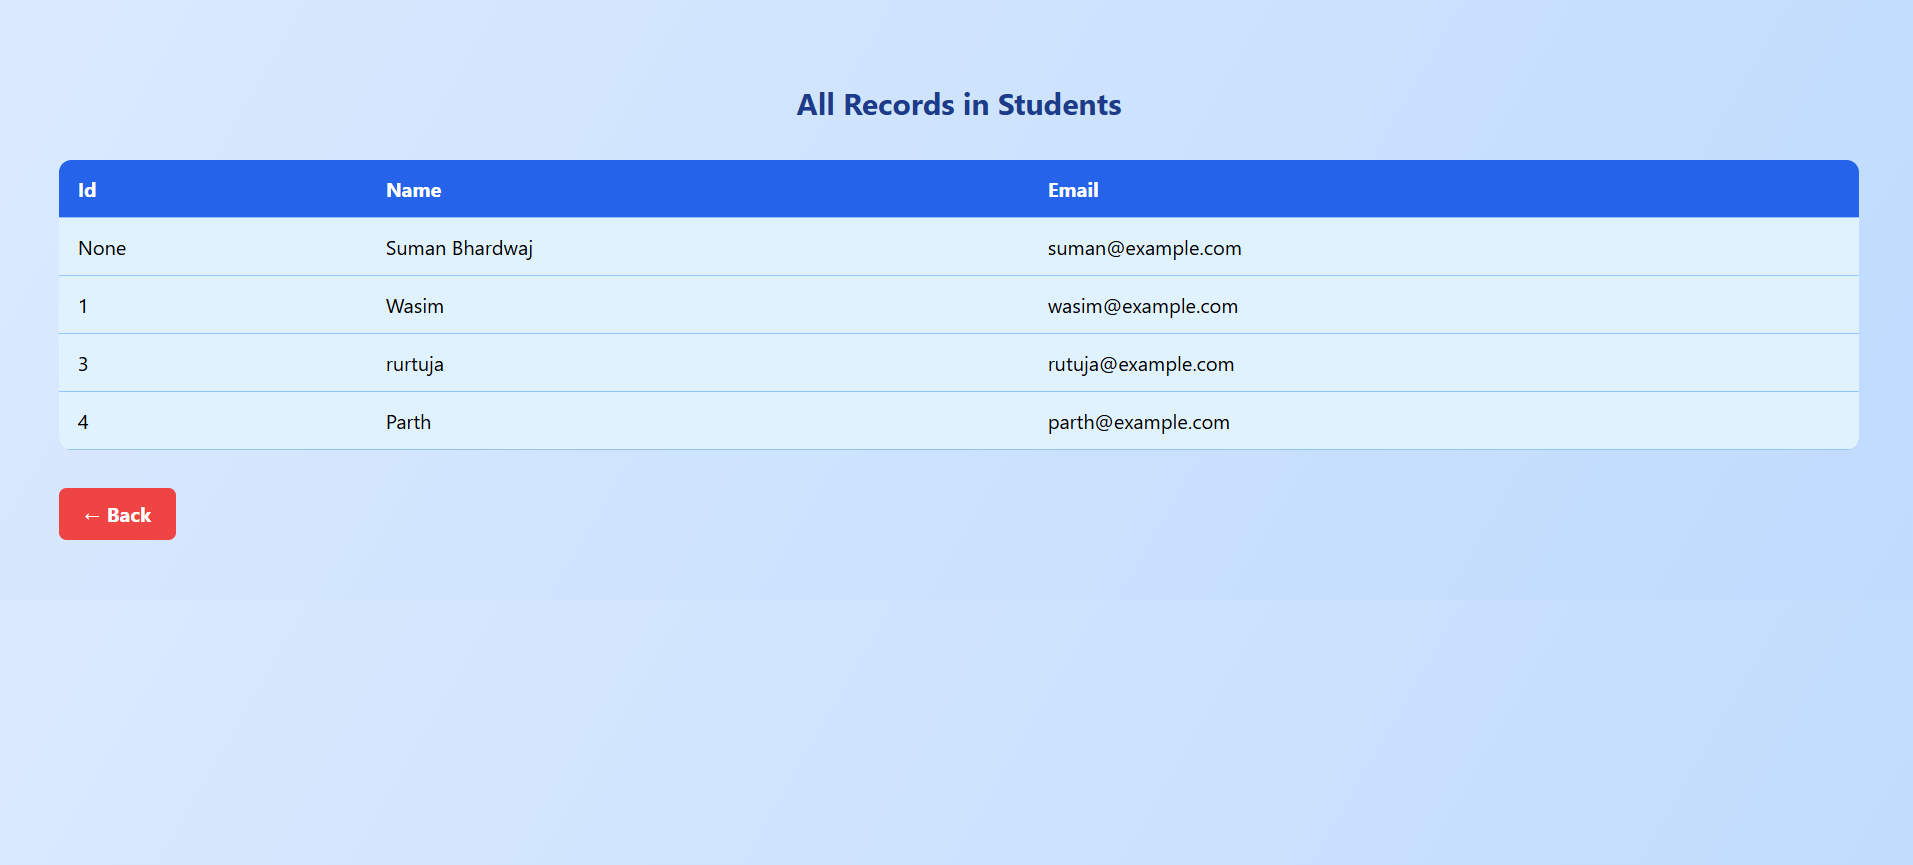 All Records in Students
Id Name Email
None Suman Bhardwaj suman@example.com
1 Wasim wasim@example.com
3 rurtuja rutuja@example.com
4 Parth parth@example.com
← Back